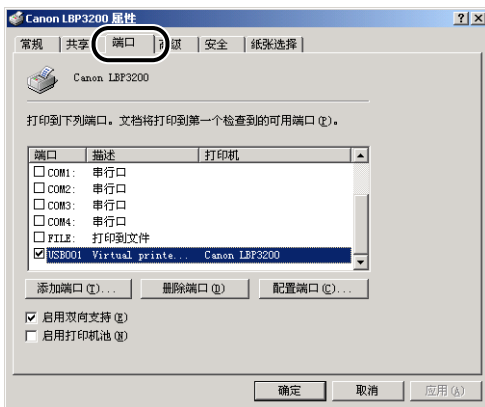 Canon LBP3200 属性
常规 共享 端口 高级 安全 纸张选择
Canon LBP3200
打印到下列端口。文档将打印到第一个检查到的可用端口(P)。
端口 描述 打印机
COM1: 串行口
COM2: 串行口
COM3: 串行口
COM4: 串行口
FILE: 打印到文件
USB001 Virtual printe... Canon LBP3200
添加端口(T)... 删除端口(D) 配置端口(C)...
启用双向支持(E)
启用打印机池(N)
确定 取消 应用(A)